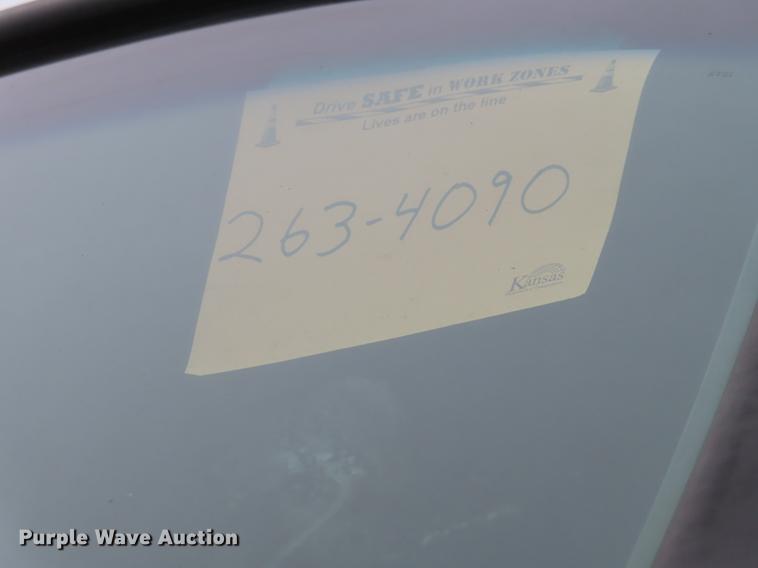 Drive SAFE in WORK ZONES
Lives are on the line
263-4090
Kansas
Purple Wave Auction